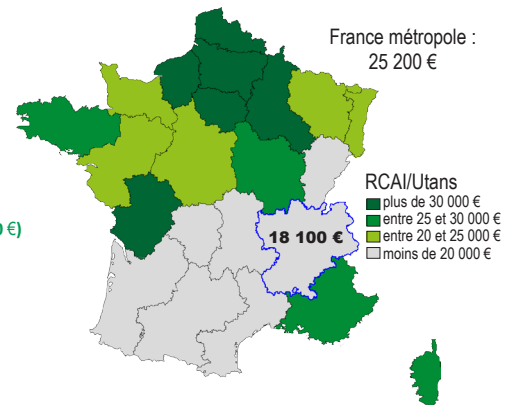 France métropole :
25 200 €
€)
RCAI/Utans
plus de 30 000 €
entre 25 et 30 000 €
entre 20 et 25 000 €
moins de 20 000 €
18 100 €